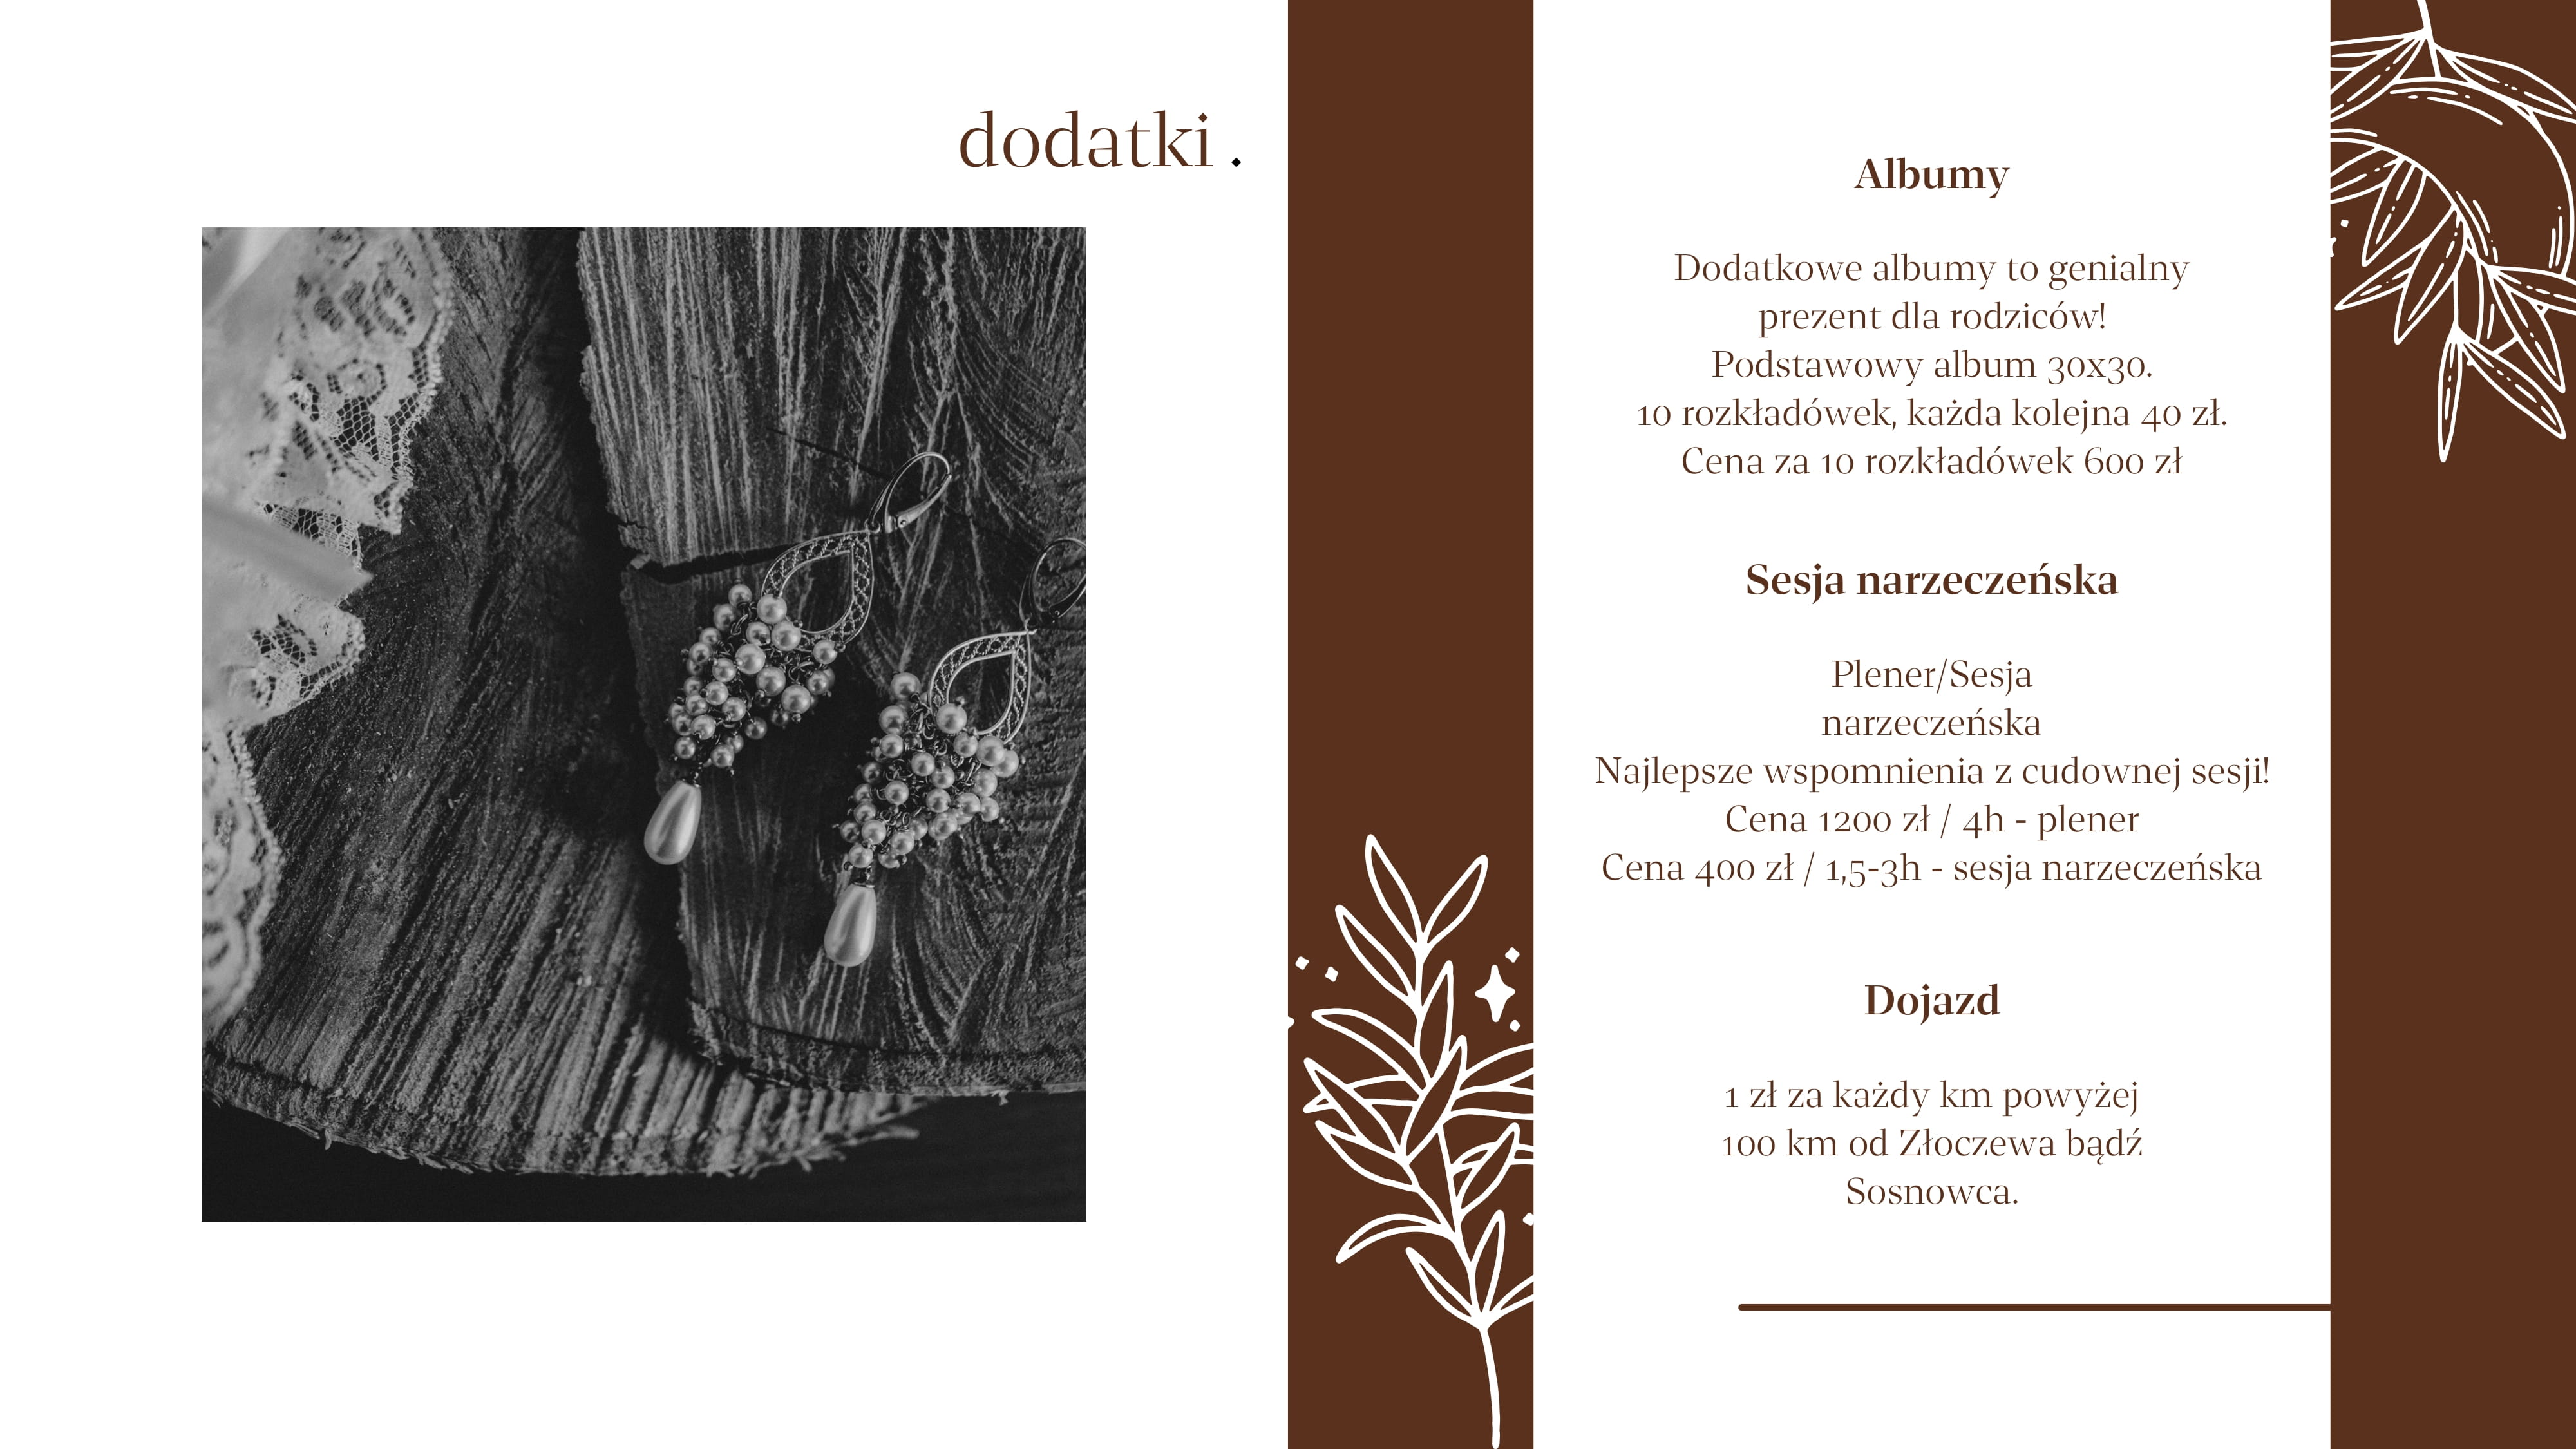 dodatki .
Albumy
Dodatkowe albumy to genialny
prezent dla rodziców!
Podstawowy album 30x30.
10 rozkładówek, każda kolejna 40 zł.
Cena za 10 rozkładówek 600 zł
Sesja narzeczeńska
Plener/Sesja
narzeczeńska
Najlepsze wspomnienia z cudownej sesji!
Cena 1200 zł / 4h - plener
Cena 400 zł / 1,5-3h - sesja narzeczeńska
Dojazd
1 zł za każdy km powyżej
100 km od Złoczewa bądź
Sosnowca.